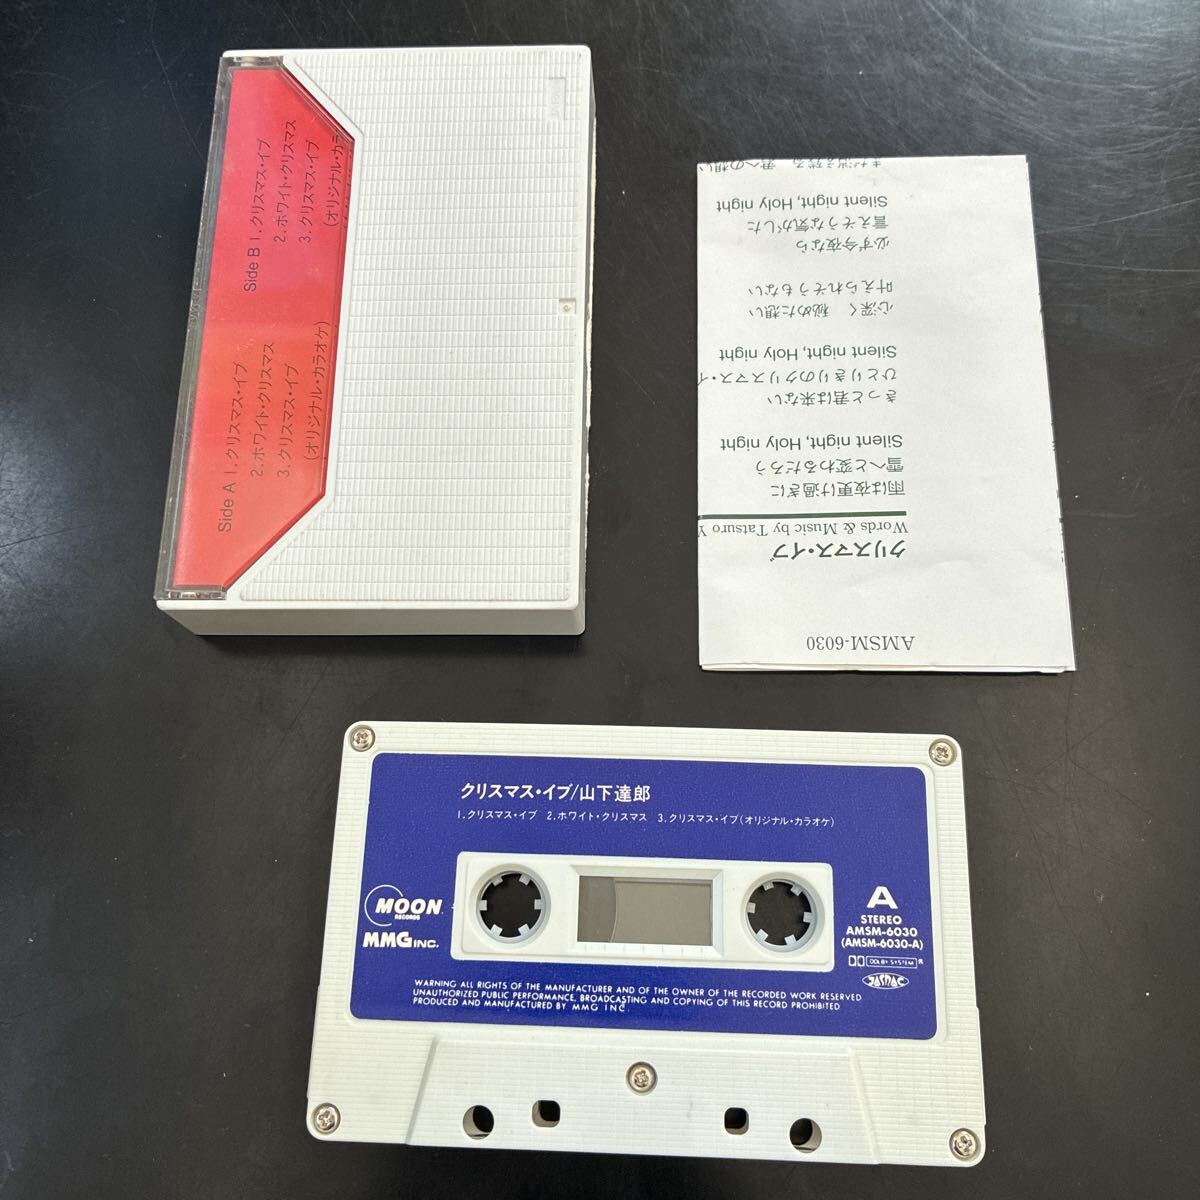 Side A 1.クリスマス・イブ
2.ホワイト・クリスマス
3.クリスマス・イブ
(オリジナル・カラオケ)
Side B 1.クリスマス・イブ
2.ホワイト・クリスマス
3.クリスマス・イブ
(オリジナル・カラ
AMSM-6030
クリスマス・イブ
Words & Music by Tatsuro Y
雨は夜更け過ぎに
雪へと変わるだろう
Silent night, Holy night
きっと君は来ない
ひとりきりのクリスマス・イ
Silent night, Holy night
心深く 秘めた想い
叶えられそうもない
必ず今夜なら
言えそうな気がした
Silent night, Holy night
まだ消え残る 君への想い
クリスマス・イブ/山下達郎
1.クリスマス・イブ 2.ホワイト・クリスマス 3.クリスマス・イブ(オリジナル・カラオケ)
MOON
RECORDS
MMG INC.
A
STEREO
AMSM-6030
(AMSM-6030-A)
DOLBY SYSTEM ®
JASRAC
WARNING ALL RIGHTS OF THE MANUFACTURER AND OF THE OWNER OF THE RECORDED WORK RESERVED
UNAUTHORIZED PUBLIC PERFORMANCE, BROADCASTING AND COPYING OF THIS RECORD PROHIBITED
PRODUCED AND MANUFACTURED BY MMG INC.